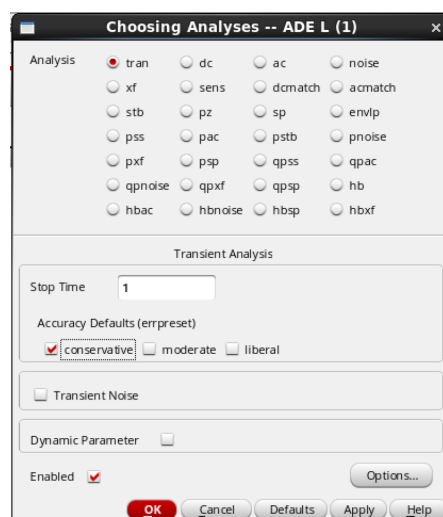 Choosing Analyses -- ADE L (1)
Analysis tran dc ac noise
xf sens dcmatch acmatch
stb pz sp envlp
pss pac pstb pnoise
pxf psp qpss qpac
qpnoise qpxf qpsp hb
hbac hbnoise hbsp hbxf
Transient Analysis
Stop Time 1
Accuracy Defaults (errpreset)
conservative moderate liberal
Transient Noise
Dynamic Parameter
Enabled Options...
OK Cancel Defaults Apply Help